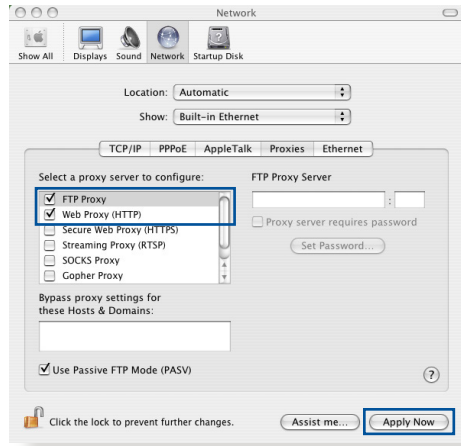 Network
Show All Displays Sound Network Startup Disk
Location: Automatic
Show: Built-in Ethernet
TCP/IP PPPoE AppleTalk Proxies Ethernet
Select a proxy server to configure: FTP Proxy Server
FTP Proxy
:
Web Proxy (HTTP)
Proxy server requires password
Secure Web Proxy (HTTPS)
Streaming Proxy (RTSP) Set Password...
SOCKS Proxy
Gopher Proxy
Bypass proxy settings for
these Hosts & Domains:
Use Passive FTP Mode (PASV) ?
Click the lock to prevent further changes. Assist me... Apply Now